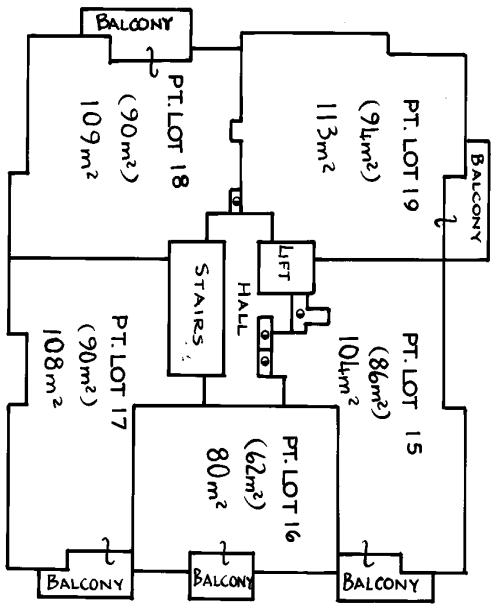 BALCONY
PT. LOT 18
(90m²)
109m²
PT. LOT 19
(94m²)
113m²
BALCONY
LIFT
HALL
STAIRS
PT. LOT 17
(90m²)
108m²
PT. LOT 15
(86m²)
104m²
PT. LOT 16
(62m²)
80m²
BALCONY
BALCONY
BALCONY